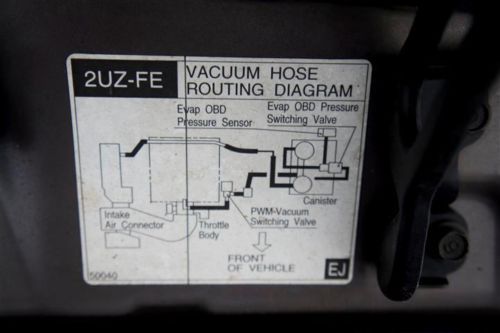 2UZ-FE
VACUUM HOSE
ROUTING DIAGRAM
Evap OBD
Pressure Sensor
Evap OBD Pressure
Switching Valve
Canister
Intake
Air Connector
Throttle
Body
PWM-Vacuum
Switching Valve
FRONT
OF VEHICLE
50040
EJ